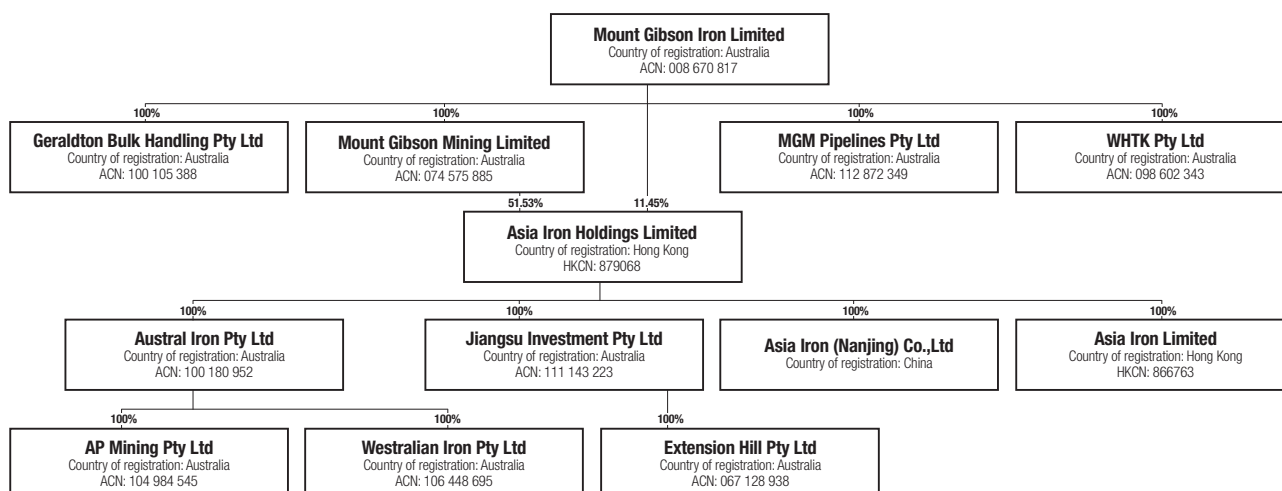 Mount Gibson Iron Limited
Country of registration: Australia
ACN: 008 670 817
100%
100%
100%
100%
Geraldton Bulk Handling Pty Ltd
Country of registration: Australia
ACN: 100 105 388
Mount Gibson Mining Limited
Country of registration: Australia
ACN: 074 575 885
MGM Pipelines Pty Ltd
Country of registration: Australia
ACN: 112 872 349
WHTK Pty Ltd
Country of registration: Australia
ACN: 098 602 343
51.53%
11.45%
Asia Iron Holdings Limited
Country of registration: Hong Kong
HKCN: 879068
100%
100%
100%
100%
Austral Iron Pty Ltd
Country of registration: Australia
ACN: 100 180 952
Jiangsu Investment Pty Ltd
Country of registration: Australia
ACN: 111 143 223
Asia Iron (Nanjing) Co.,Ltd
Country of registration: China
Asia Iron Limited
Country of registration: Hong Kong
HKCN: 866763
100%
100%
100%
AP Mining Pty Ltd
Country of registration: Australia
ACN: 104 984 545
Westralian Iron Pty Ltd
Country of registration: Australia
ACN: 106 448 695
Extension Hill Pty Ltd
Country of registration: Australia
ACN: 067 128 938